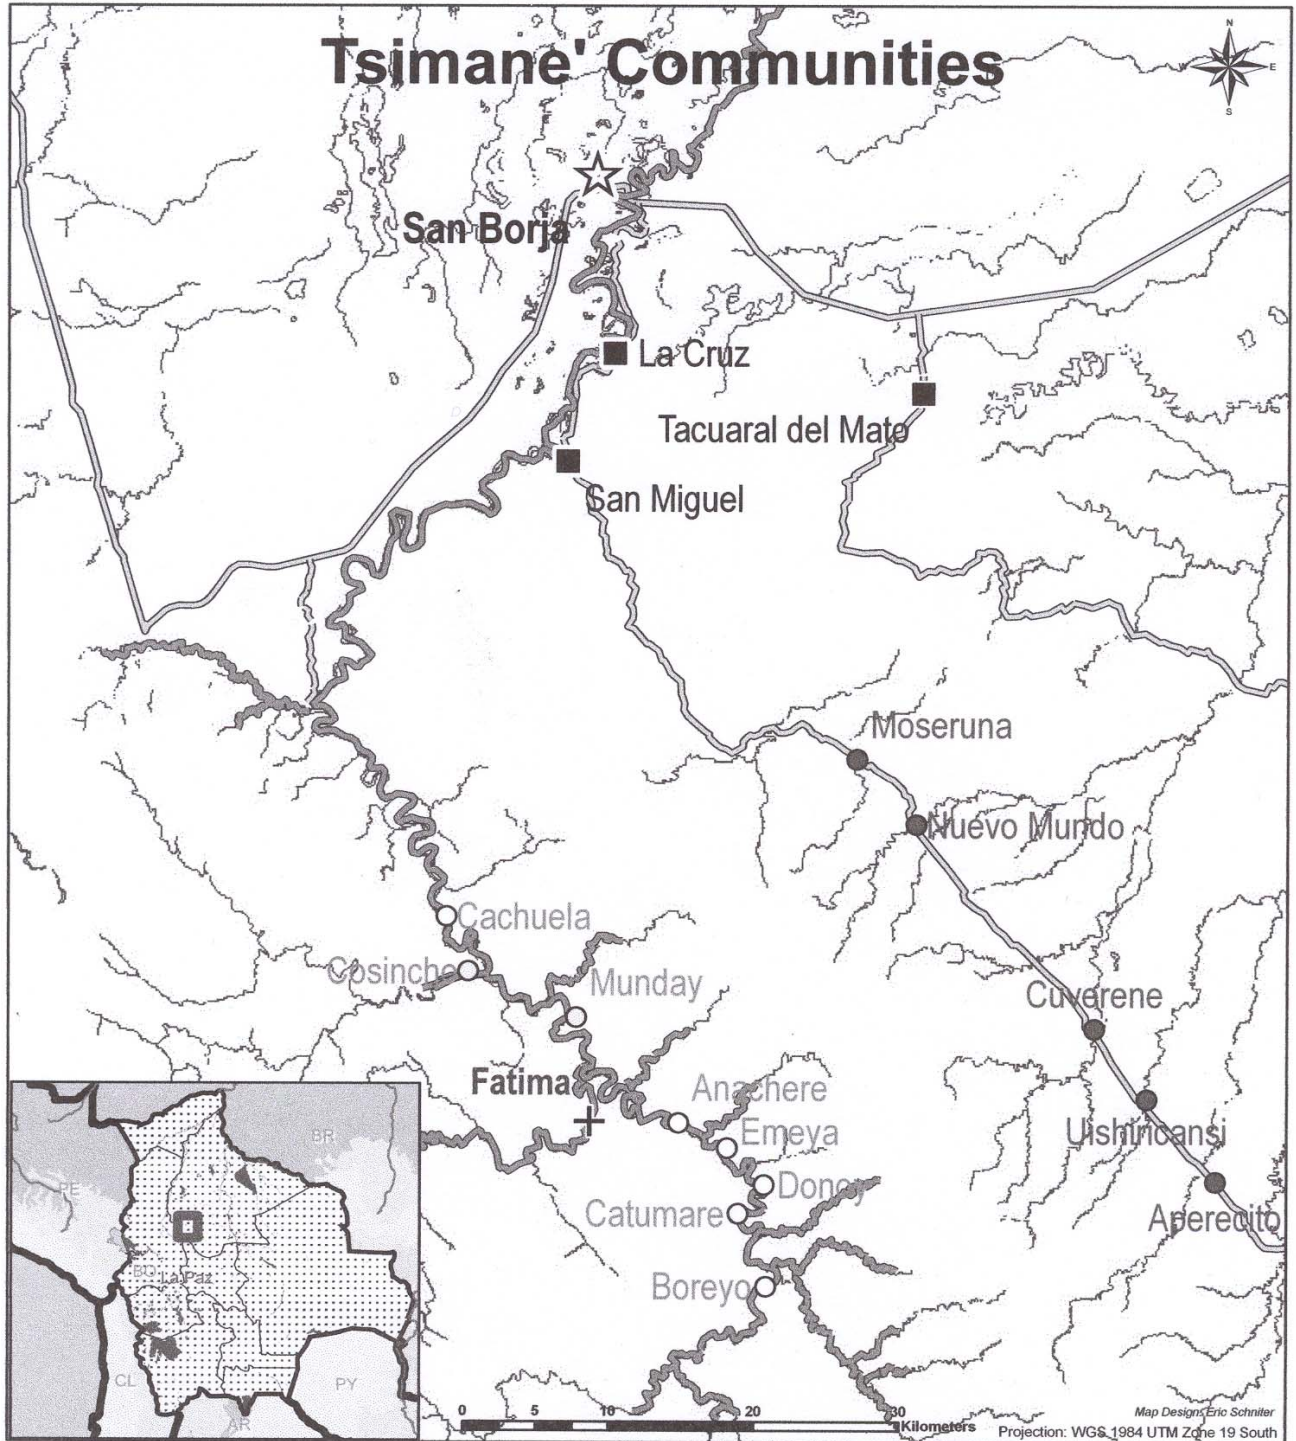 Tsimane' Communities
N
W E
S
San Borja
La Cruz
Tacuaral del Mato
San Miguel
Moseruna
Nuevo Mundo
Cachuela
Cosincho
Munday
Cuverene
Fatima
Anachere
Emeya
Uishiricansi
Donoy
Catumare
Aperecito
Boreyo
BR
PE
BO
La Paz
CL
PY
AR
0 5 10 20 30
Kilometers
Map Design: Eric Schniter
Projection: WGS 1984 UTM Zone 19 South